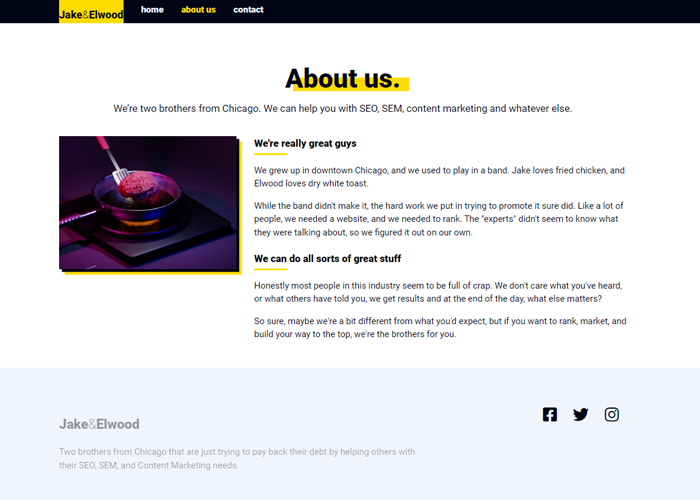 Jake&Elwood
home about us contact
About us.
We're two brothers from Chicago. We can help you with SEO, SEM, content marketing and whatever else.
We're really great guys
We grew up in downtown Chicago, and we used to play in a band. Jake loves fried chicken, and
Elwood loves dry white toast.
While the band didn't make it, the hard work we put in trying to promote it sure did. Like a lot of
people, we needed a website, and we needed to rank. The "experts" didn't seem to know what
they were talking about, so we figured it out on our own.
We can do all sorts of great stuff
Honestly most people in this industry seem to be full of crap. We don't care what you've heard,
or what others have told you, we get results and at the end of the day, what else matters?
So sure, maybe we're a bit different from what you'd expect, but if you want to rank, market, and
build your way to the top, we're the brothers for you.
Jake&Elwood
Two brothers from Chicago that are just trying to pay back their debt by helping others with
their SEO, SEM, and Content Marketing needs.